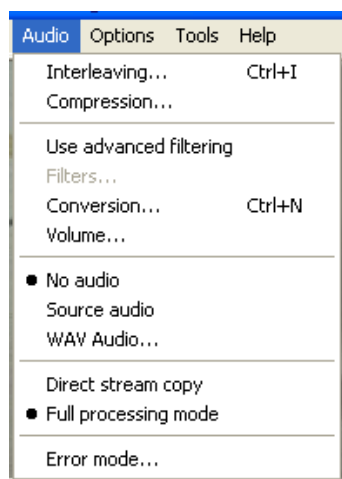 Audio Options Tools Help
Interleaving... Ctrl+I
Compression...
Use advanced filtering
Filters...
Conversion... Ctrl+N
Volume...
No audio
Source audio
WAV Audio...
Direct stream copy
Full processing mode
Error mode...